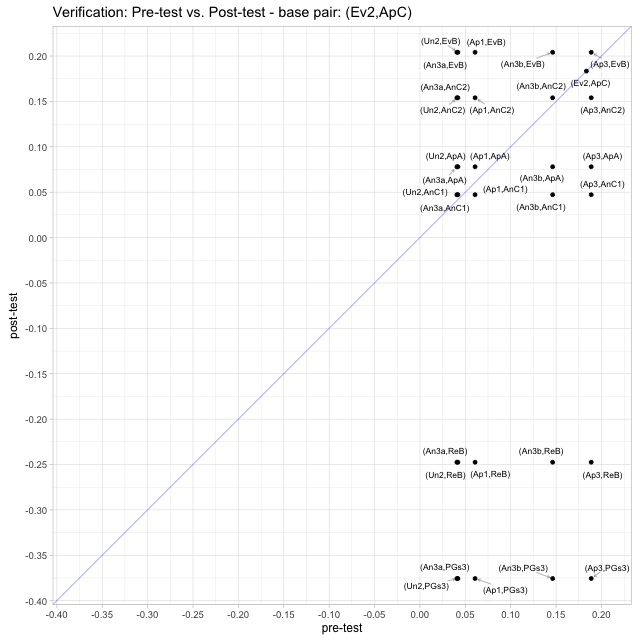 Verification: Pre-test vs. Post-test - base pair: (Ev2,ApC)
(Un2,EvB)
(Ap1,EvB)
(An3a,EvB)
(An3b,EvB)
(Ap3,EvB)
(Ev2,ApC)
(An3a,AnC2)
(An3b,AnC2)
(Un2,AnC2)
(Ap1,AnC2)
(Ap3,AnC2)
(Un2,ApA)
(Ap1,ApA)
(Ap3,ApA)
(An3a,ApA)
(An3b,ApA)
(Un2,AnC1)
(Ap1,AnC1)
(Ap3,AnC1)
(An3a,AnC1)
(An3b,AnC1)
(An3a,ReB)
(An3b,ReB)
(Un2,ReB)
(Ap1,ReB)
(Ap3,ReB)
(An3a,PGs3)
(An3b,PGs3)
(Ap3,PGs3)
(Un2,PGs3)
(Ap1,PGs3)
0.20
0.15
0.10
0.05
0.00
-0.05
-0.10
-0.15
-0.20
-0.25
-0.30
-0.35
-0.40
post-test
-0.40 -0.35 -0.30 -0.25 -0.20 -0.15 -0.10 -0.05 0.00 0.05 0.10 0.15 0.20
pre-test